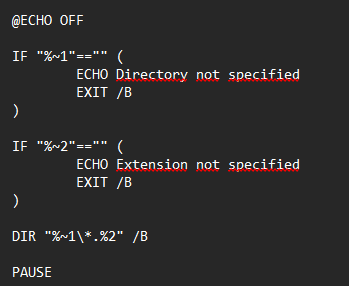 @ECHO OFF
IF "%~1"=="" (
ECHO Directory not specified
EXIT /B
)
IF "%~2"=="" (
ECHO Extension not specified
EXIT /B
)
DIR "%~1\*.%2" /B
PAUSE